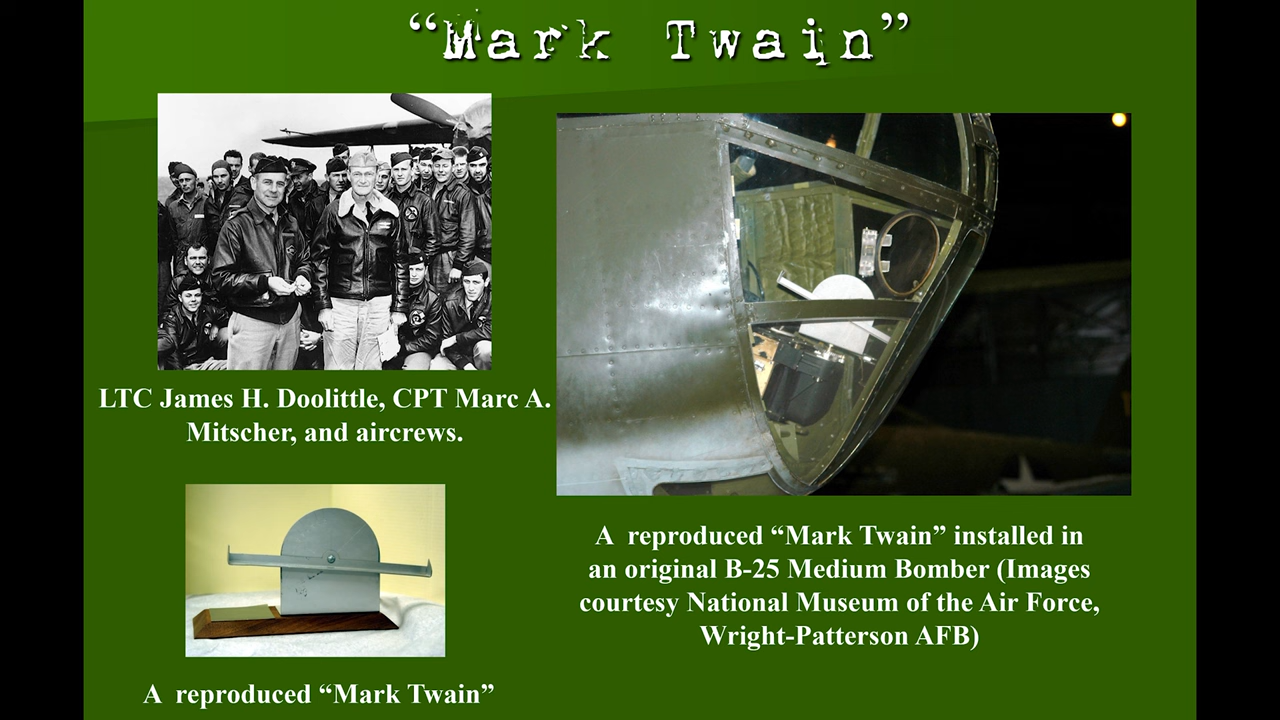 “Mark Twain”
LTC James H. Doolittle, CPT Marc A.
Mitscher, and aircrews.
A reproduced “Mark Twain”
A reproduced “Mark Twain” installed in
an original B-25 Medium Bomber (Images
courtesy National Museum of the Air Force,
Wright-Patterson AFB)